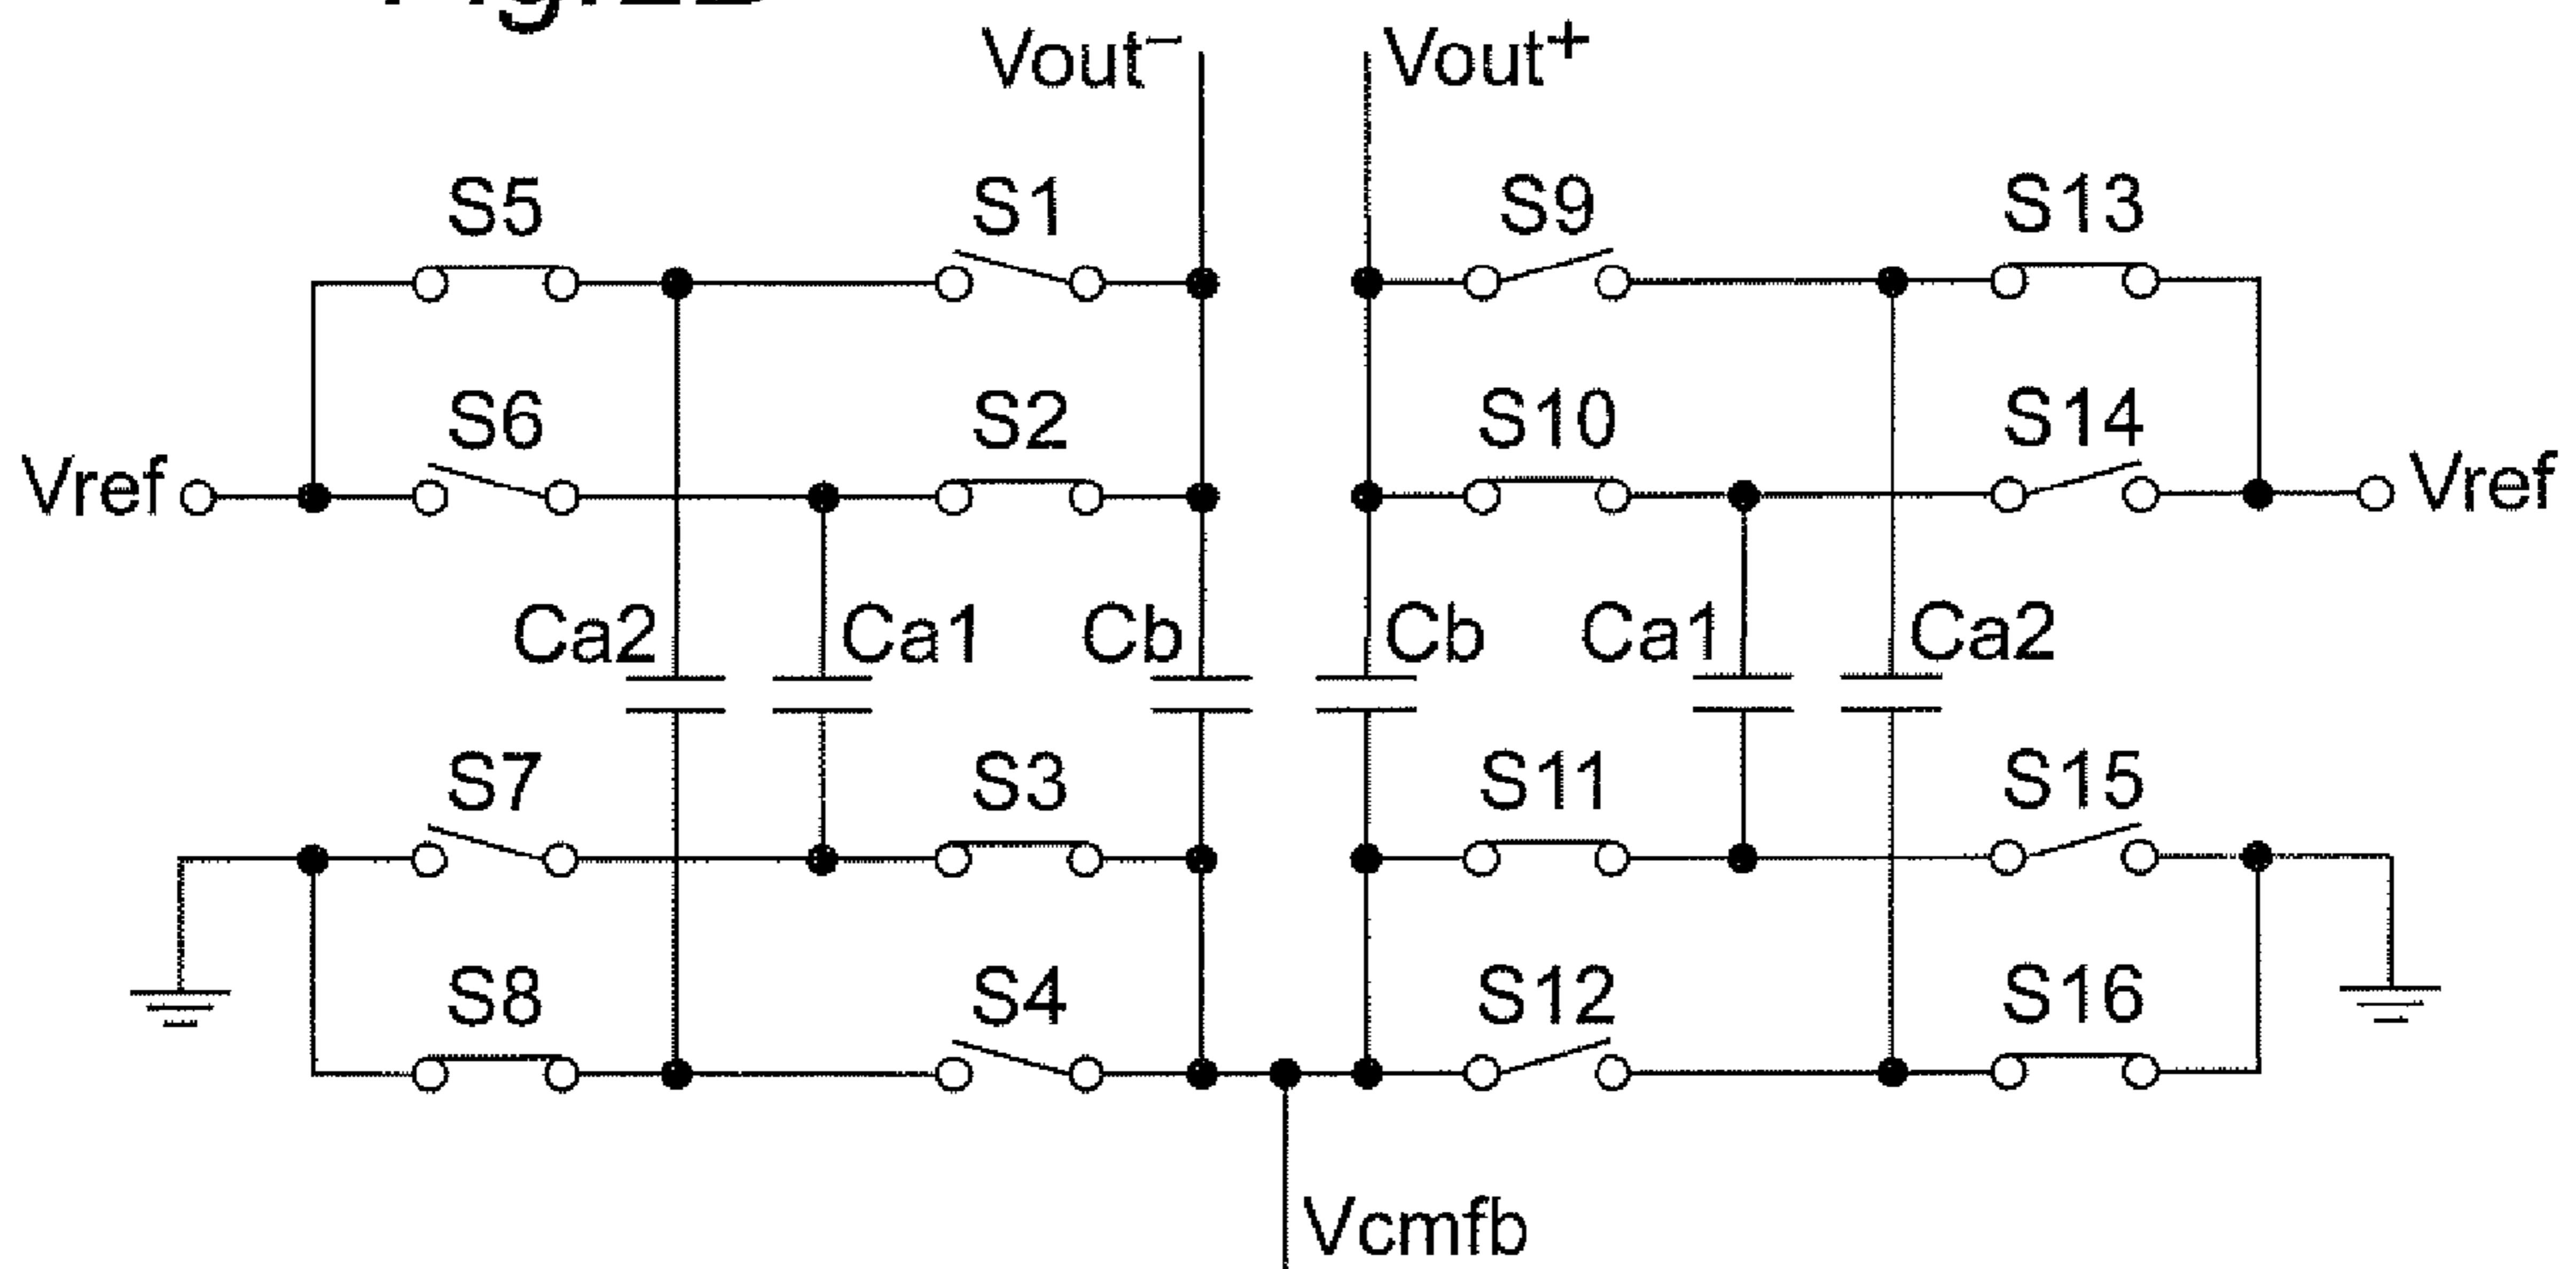 Vout− Vout+
S5 S1 S9 S13
S6 S2 S10 S14
Vref Vref
Ca2 Ca1 Cb Cb Ca1 Ca2
S7 S3 S11 S15
S8 S4 S12 S16
Vcmfb